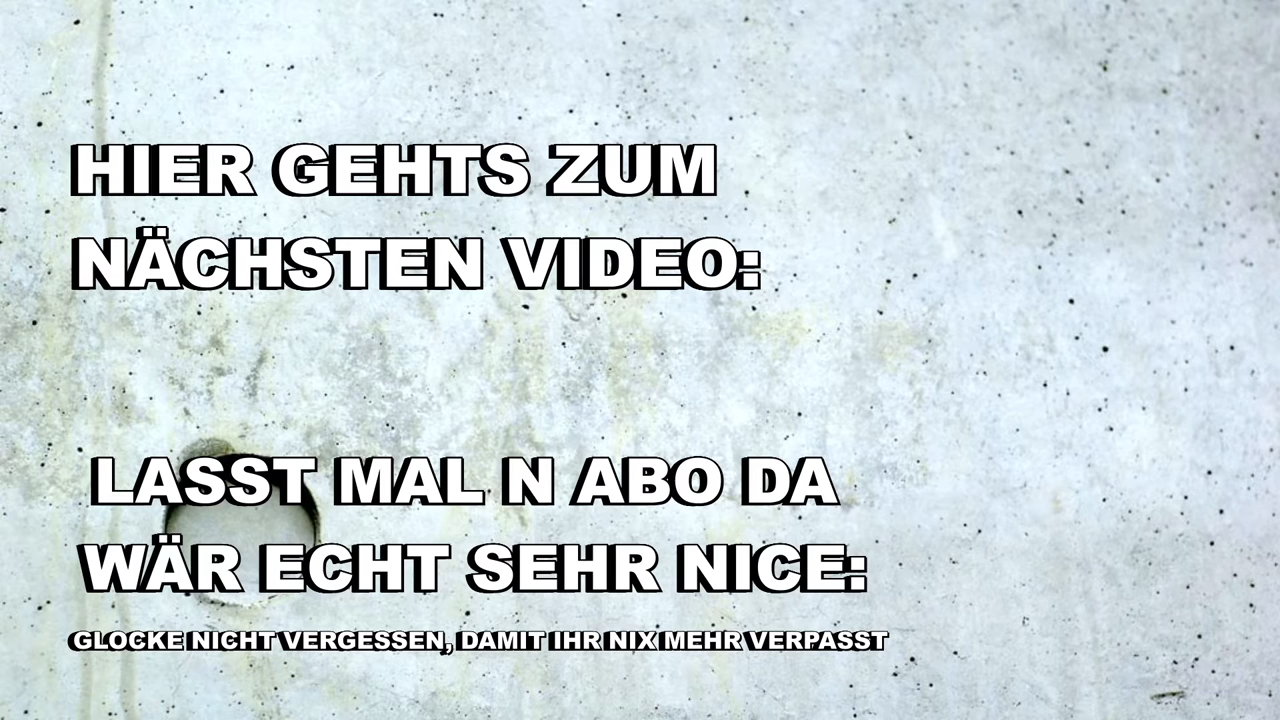 HIER GEHTS ZUM
NÄCHSTEN VIDEO:
LASST MAL N ABO DA
WÄR ECHT SEHR NICE:
GLOCKE NICHT VERGESSEN, DAMIT IHR NIX MEHR VERPASST